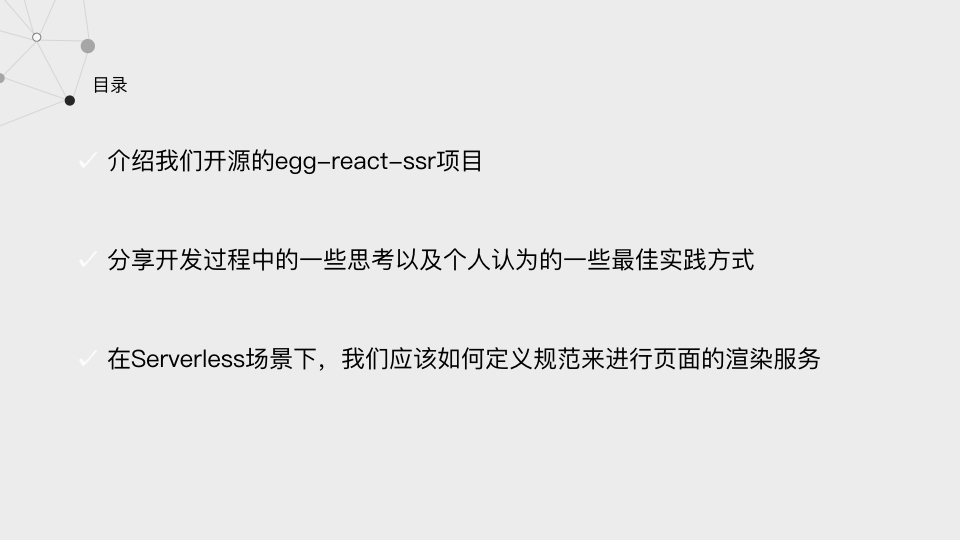 目录
介绍我们开源的egg-react-ssr项目
分享开发过程中的一些思考以及个人认为的一些最佳实践方式
在Serverless场景下，我们应该如何定义规范来进行页面的渲染服务